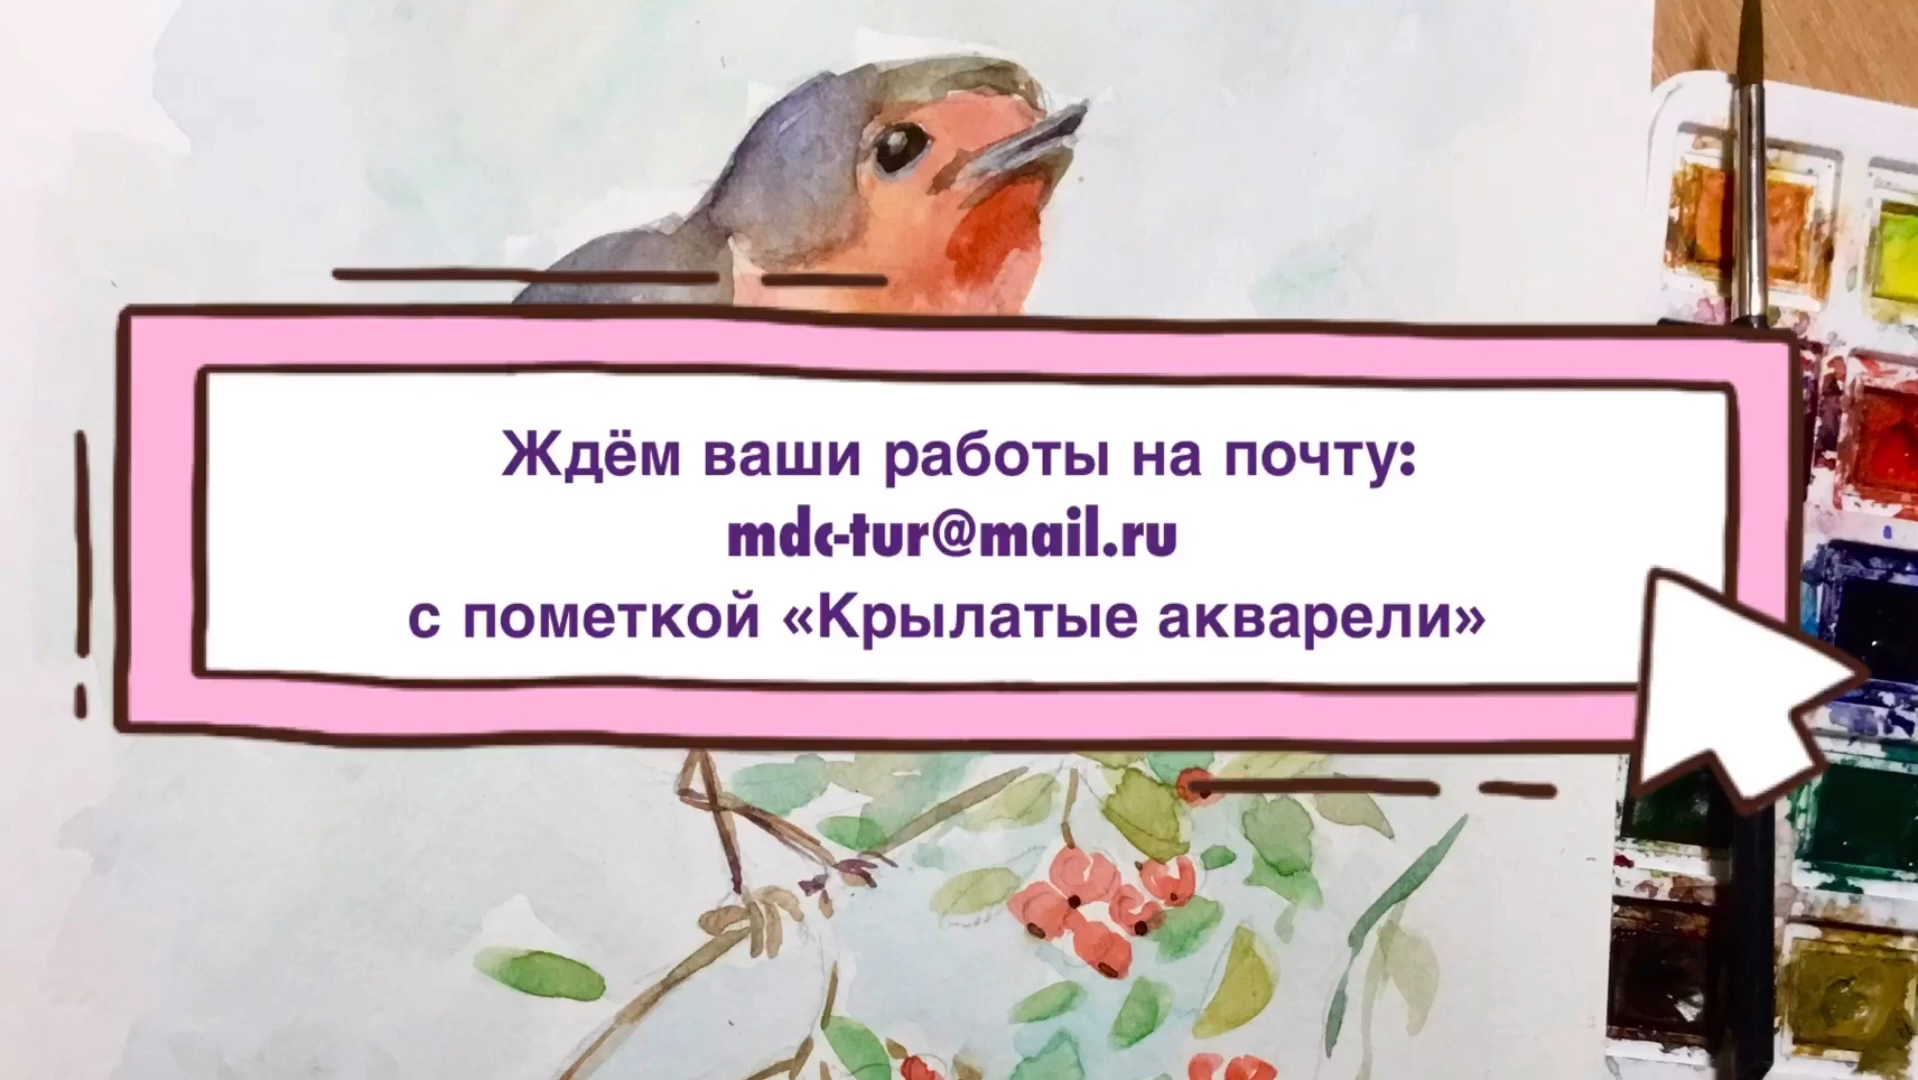 Ждём ваши работы на почту:
mdc-tur@mail.ru
с пометкой «Крылатые акварели»